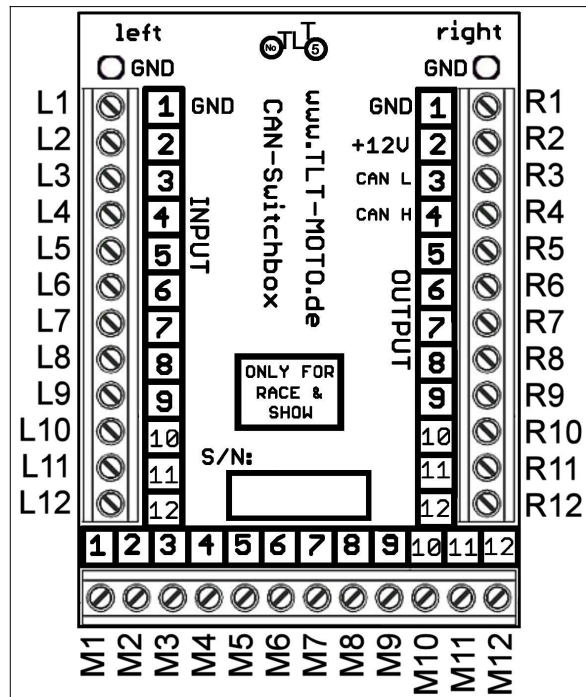 left
right
No TLT 5
GND
GND
L1 1 GND
L2 2
L3 3
L4 4
L5 5
L6 6
L7 7
L8 8
L9 9
L10 10
L11 11
L12 12
INPUT
CAN-Switchbox
www.TLT-MOTO.de
GND 1 R1
+12V 2 R2
CAN L 3 R3
CAN H 4 R4
5 R5
6 R6
7 R7
8 R8
9 R9
10 R10
11 R11
12 R12
OUTPUT
ONLY FOR
RACE &
SHOW
S/N:
1 2 3 4 5 6 7 8 9 10 11 12
M1 M2 M3 M4 M5 M6 M7 M8 M9 M10 M11 M12